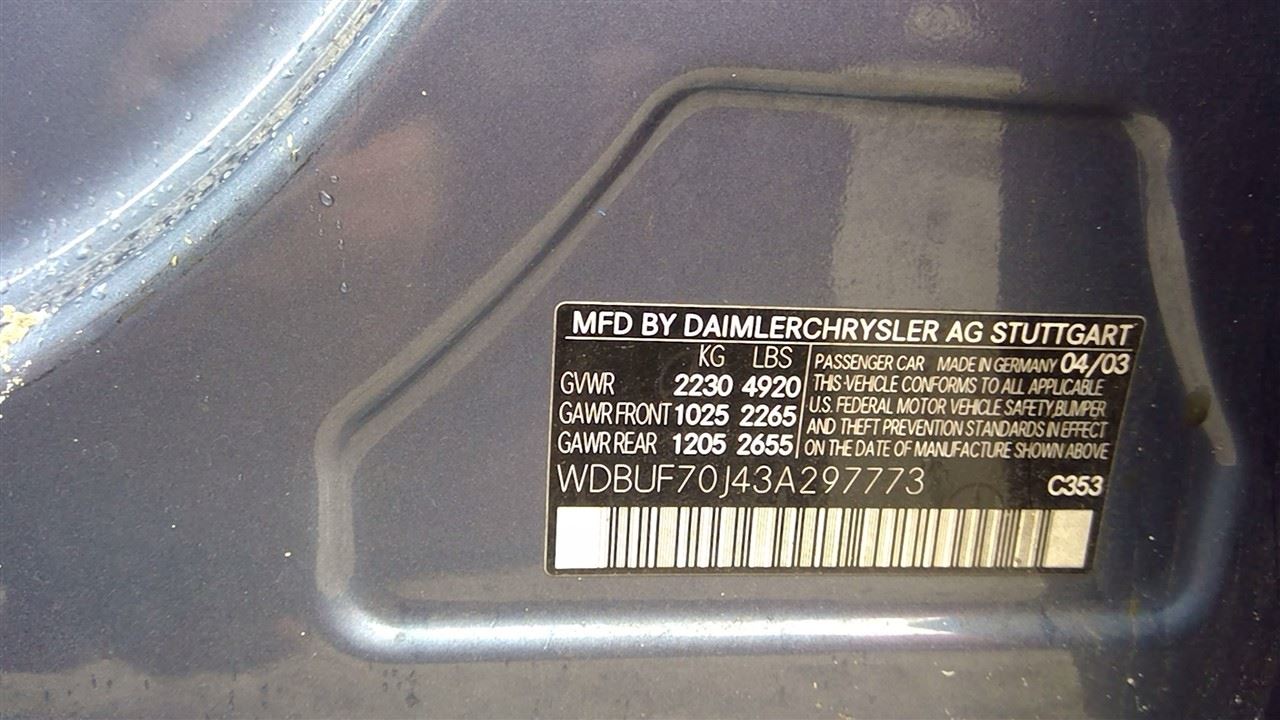 MFD BY DAIMLERCHRYSLER AG STUTTGART
KG LBS
GVWR 2230 4920
GAWR FRONT 1025 2265
GAWR REAR 1205 2655
PASSENGER CAR MADE IN GERMANY 04/03
THIS VEHICLE CONFORMS TO ALL APPLICABLE
U.S. FEDERAL MOTOR VEHICLE SAFETY,BUMPER
AND THEFT PREVENTION STANDARDS IN EFFECT
ON THE DATE OF MANUFACTURE SHOWN ABOVE
WDBUF70J43A297773 C353